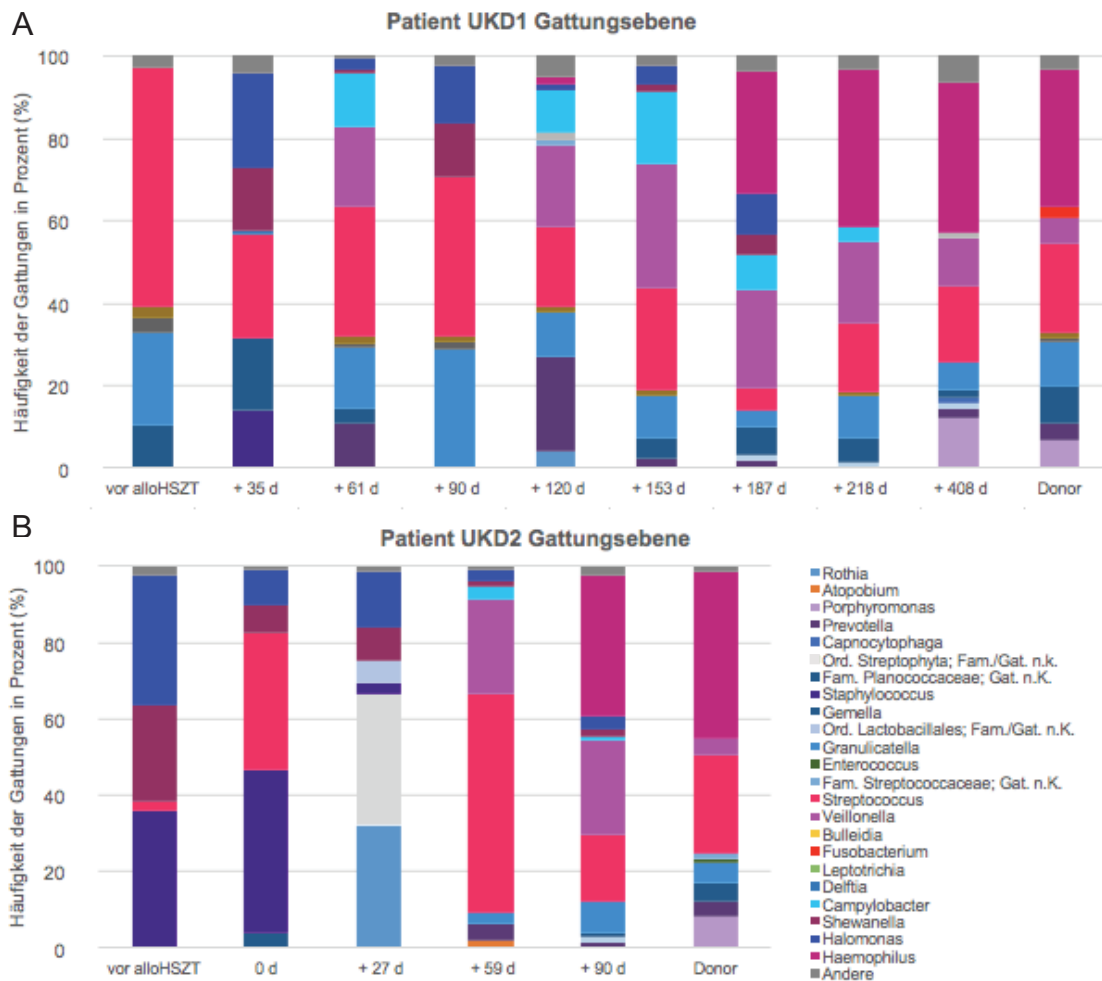 A
Patient UKD1 Gattungsebene
Häufigkeit der Gattungen in Prozent (%)
100
80
60
40
20
0
vor alloHSZT + 35 d + 61 d + 90 d + 120 d + 153 d + 187 d + 218 d + 408 d Donor
B
Patient UKD2 Gattungsebene
Häufigkeit der Gattungen in Prozent (%)
100
80
60
40
20
0
vor alloHSZT 0 d + 27 d + 59 d + 90 d Donor
Rothia
Atopobium
Porphyromonas
Prevotella
Capnocytophaga
Ord. Streptophyta; Fam./Gat. n.k.
Fam. Planococcaceae; Gat. n.K.
Staphylococcus
Gemella
Ord. Lactobacillales; Fam./Gat. n.K.
Granulicatella
Enterococcus
Fam. Streptococcaceae; Gat. n.K.
Streptococcus
Veillonella
Bulleidia
Fusobacterium
Leptotrichia
Delftia
Campylobacter
Shewanella
Halomonas
Haemophilus
Andere